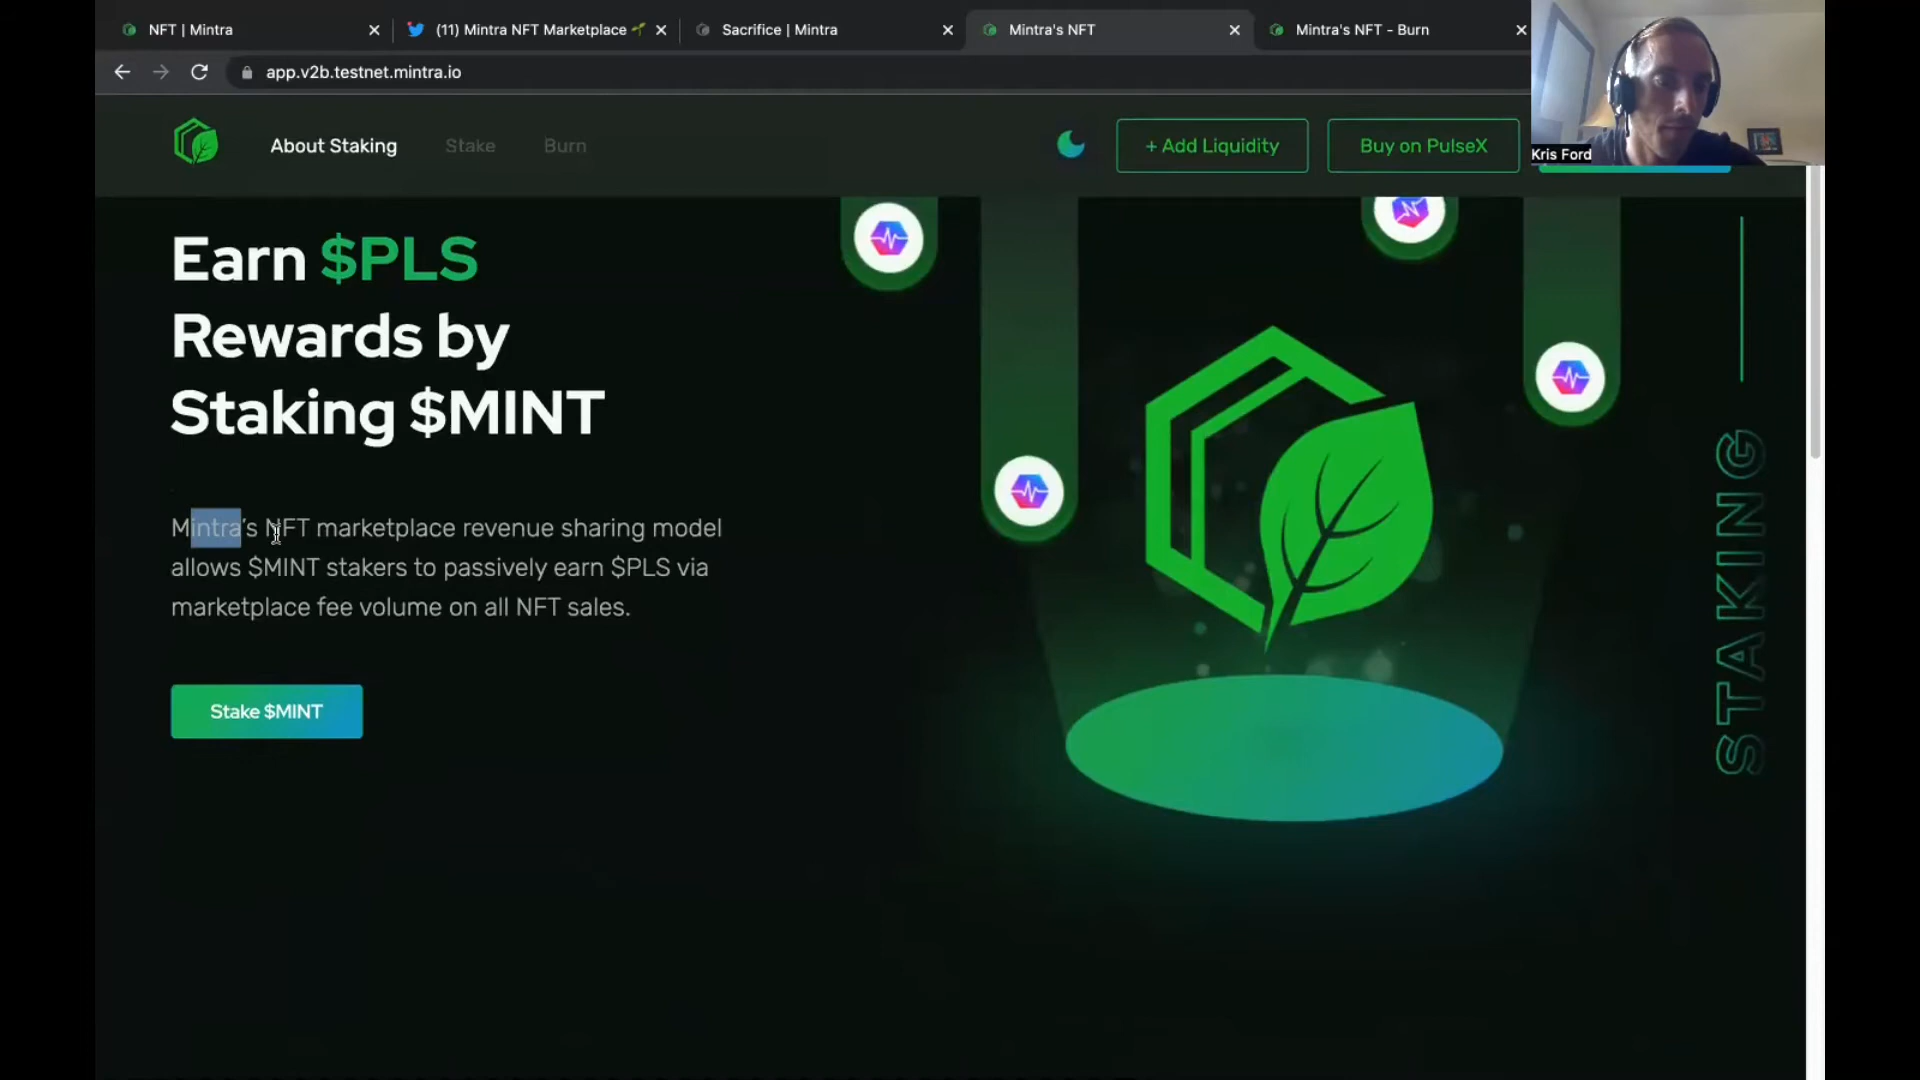 NFT | Mintra
(11) Mintra NFT Marketplace
Sacrifice | Mintra
Mintra's NFT
Mintra's NFT - Burn
app.v2b.testnet.mintra.io
About Staking
Stake
Burn
+ Add Liquidity
Buy on PulseX
Kris Ford
Earn $PLS
Rewards by
Staking $MINT
Mintra's NFT marketplace revenue sharing model
allows $MINT stakers to passively earn $PLS via
marketplace fee volume on all NFT sales.
Stake $MINT
STAKING